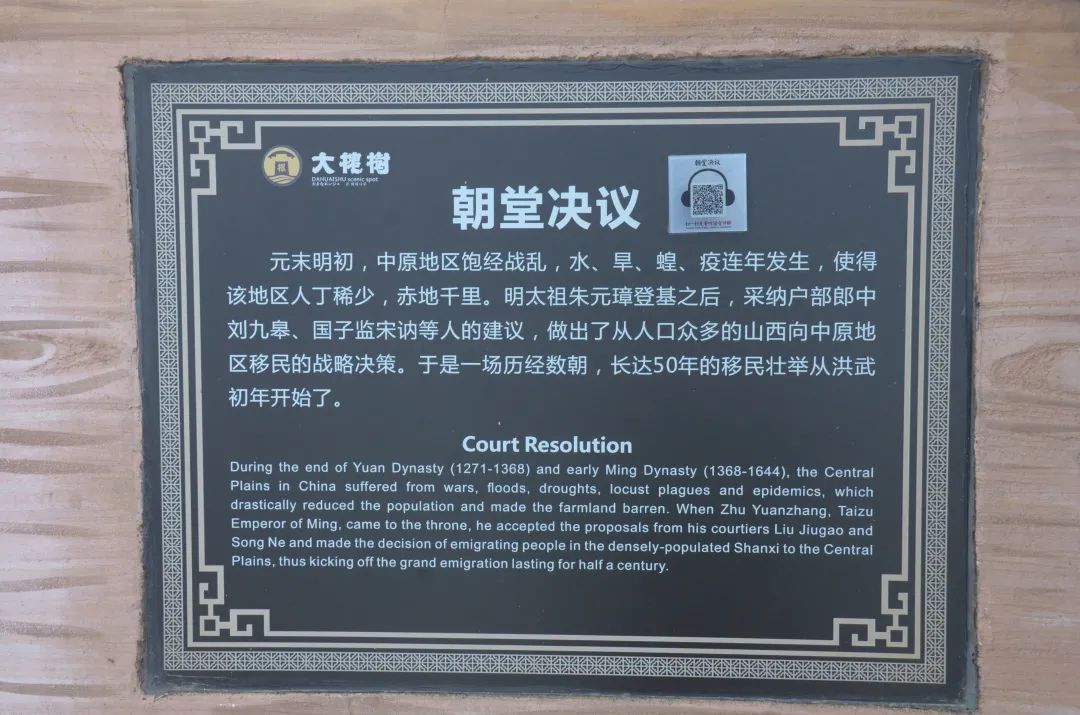 大槐樹
DAHUAISHU scenic spot
朝堂决议
朝堂决议
元末明初，中原地区饱经战乱，水、旱、蝗、疫连年发生，使得
该地区人丁稀少，赤地千里。明太祖朱元璋登基之后，采纳户部郎中
刘九皋、国子监宋讷等人的建议，做出了从人口众多的山西向中原地
区移民的战略决策。于是一场历经数朝，长达50年的移民壮举从洪武
初年开始了。
Court Resolution
During the end of Yuan Dynasty (1271-1368) and early Ming Dynasty (1368-1644), the Central
Plains in China suffered from wars, floods, droughts, locust plagues and epidemics, which
drastically reduced the population and made the farmland barren. When Zhu Yuanzhang, Taizu
Emperor of Ming, came to the throne, he accepted the proposals from his courtiers Liu Jiugao and
Song Ne and made the decision of emigrating people in the densely-populated Shanxi to the Central
Plains, thus kicking off the grand emigration lasting for half a century.